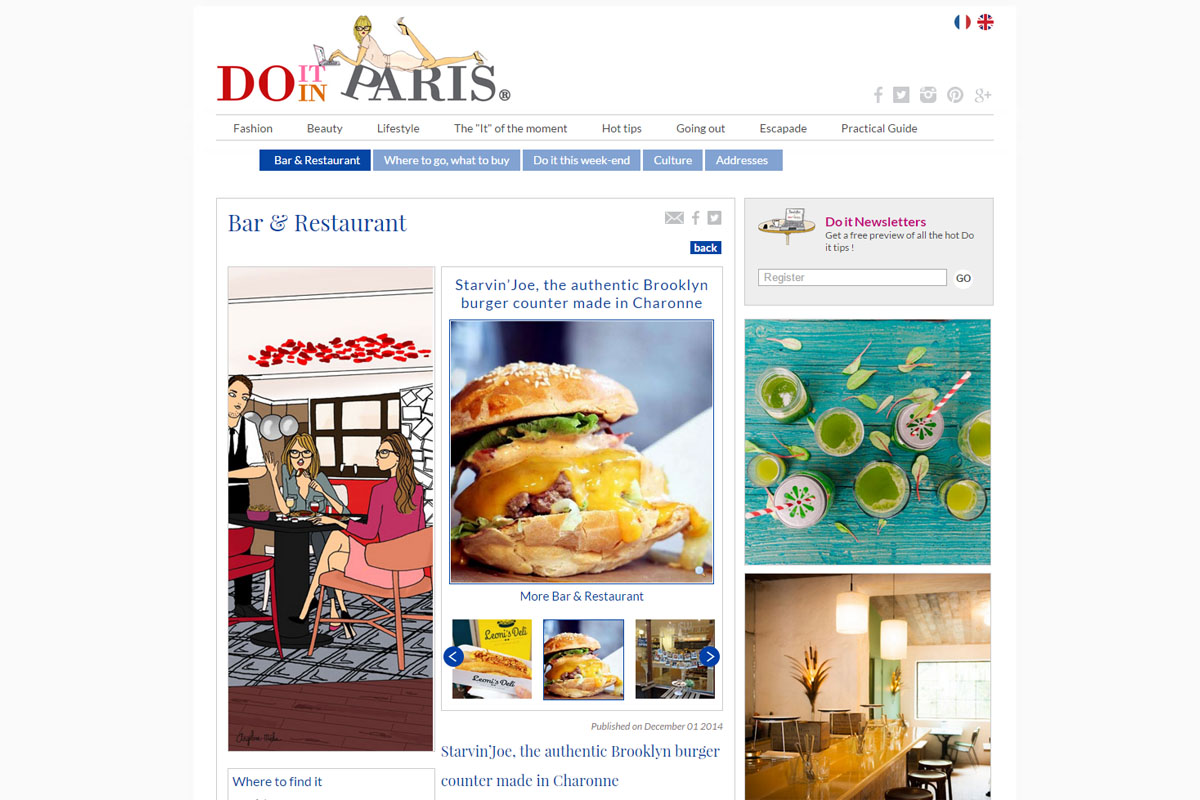 DO IT IN PARIS®
Fashion Beauty Lifestyle The "It" of the moment Hot tips Going out Escapade Practical Guide
Bar & Restaurant Where to go, what to buy Do it this week-end Culture Addresses
Bar & Restaurant
back
Starvin'Joe, the authentic Brooklyn
burger counter made in Charonne
More Bar & Restaurant
Leoni's Deli
Leoni's Deli
Published on December 01 2014
Starvin'Joe, the authentic Brooklyn burger
counter made in Charonne
Where to find it
Do it Newsletters
Get a free preview of all the hot Do
it tips !
Register GO